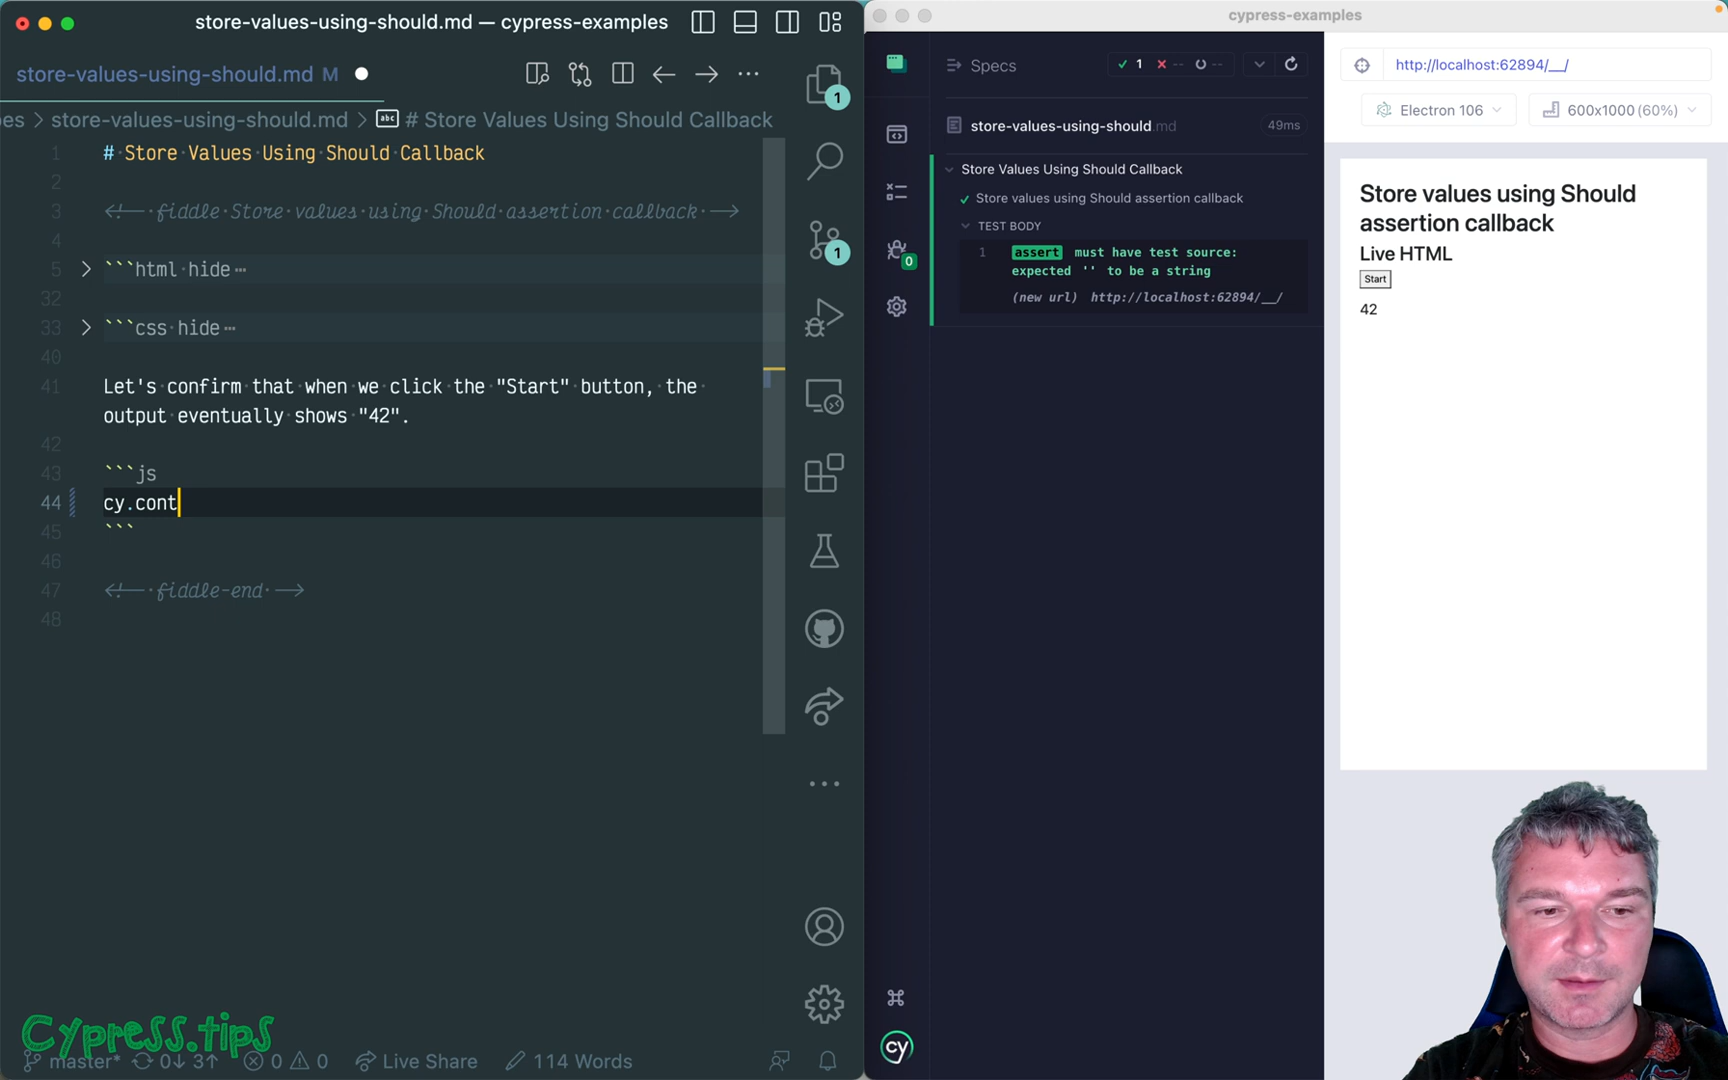 store-values-using-should.md — cypress-examples
store-values-using-should.md M
es > store-values-using-should.md > abc # Store Values Using Should Callback
1 # Store Values Using Should Callback
2
3 <!-- fiddle Store values using Should assertion callback -->
4
5 ```html hide ...
32
33 ```css hide ...
40
41 Let's confirm that when we click the "Start" button, the
output eventually shows "42".
42
43 ```js
44 cy.cont
45 ```
46
47 <!-- fiddle-end -->
48
1
1
Cypress.tips
master* 0↓ 3↑ 0 0 Live Share 114 Words
cypress-examples
Specs
1 -- --
store-values-using-should.md 49ms
Store Values Using Should Callback
Store values using Should assertion callback
TEST BODY
1 assert must have test source:
expected '' to be a string
(new url) http://localhost:62894/__/
0
cy
http://localhost:62894/__/
Electron 106
600x1000 (60%)
Store values using Should
assertion callback
Live HTML
Start
42